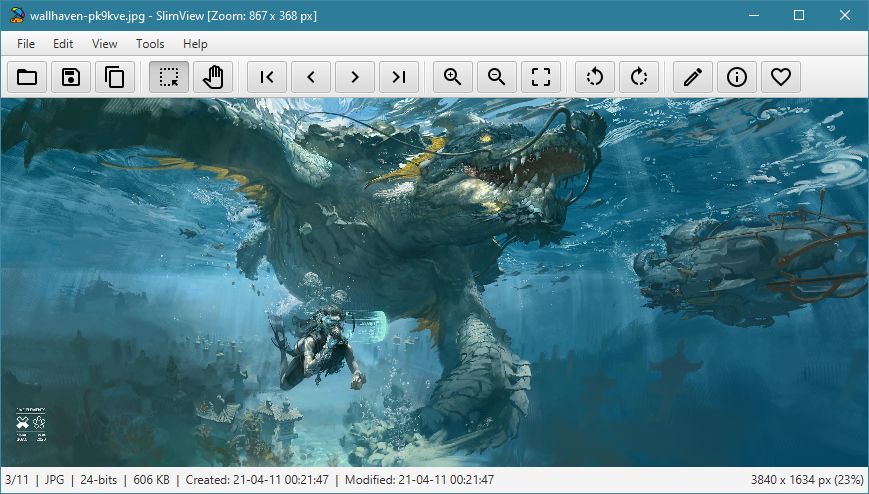 wallhaven-pk9kve.jpg - SlimView [Zoom: 867 x 368 px]
File Edit View Tools Help
3/11 | JPG | 24-bits | 606 KB | Created: 21-04-11 00:21:47 | Modified: 21-04-11 00:21:47 3840 x 1634 px (23%)